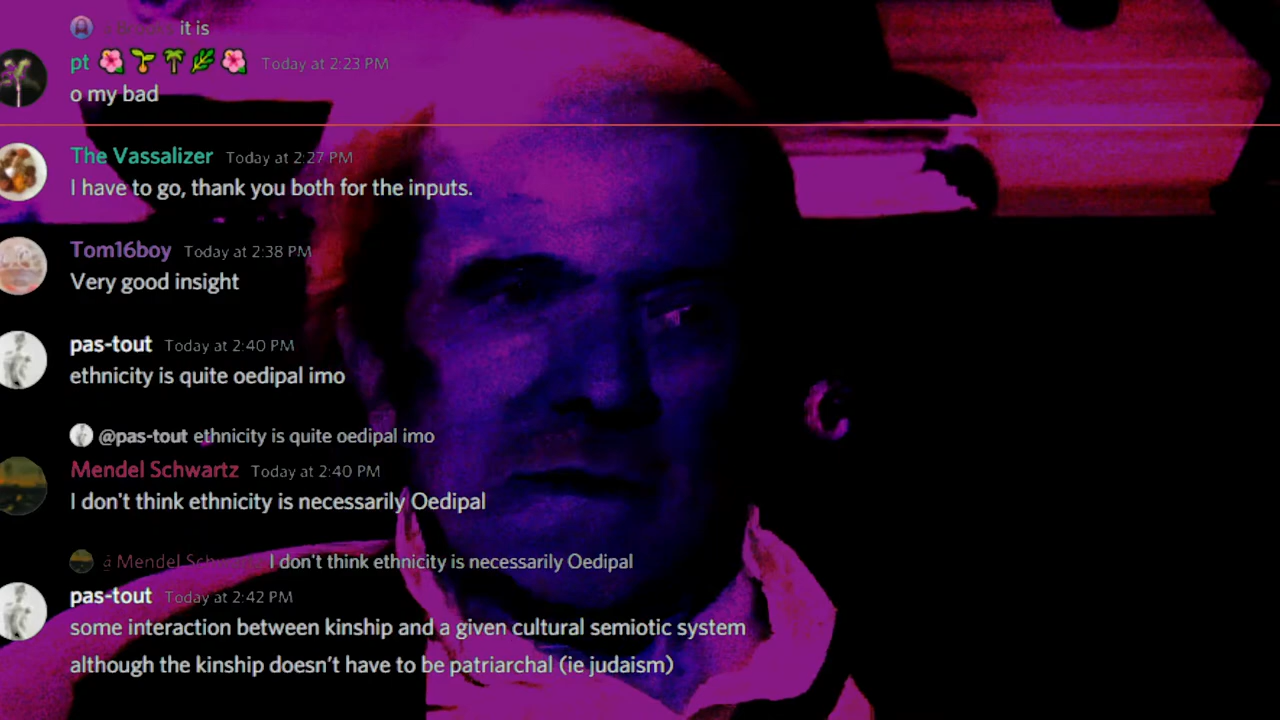 it is
pt 🌺 🌱 🌴 🌿 🌺 Today at 2:23 PM
o my bad
The Vassalizer Today at 2:27 PM
I have to go, thank you both for the inputs.
Tom16boy Today at 2:38 PM
Very good insight
pas-tout Today at 2:40 PM
ethnicity is quite oedipal imo
@pas-tout ethnicity is quite oedipal imo
Mendel Schwartz Today at 2:40 PM
I don't think ethnicity is necessarily Oedipal
Mendel I don't think ethnicity is necessarily Oedipal
pas-tout Today at 2:42 PM
some interaction between kinship and a given cultural semiotic system
although the kinship doesn't have to be patriarchal (ie judaism)